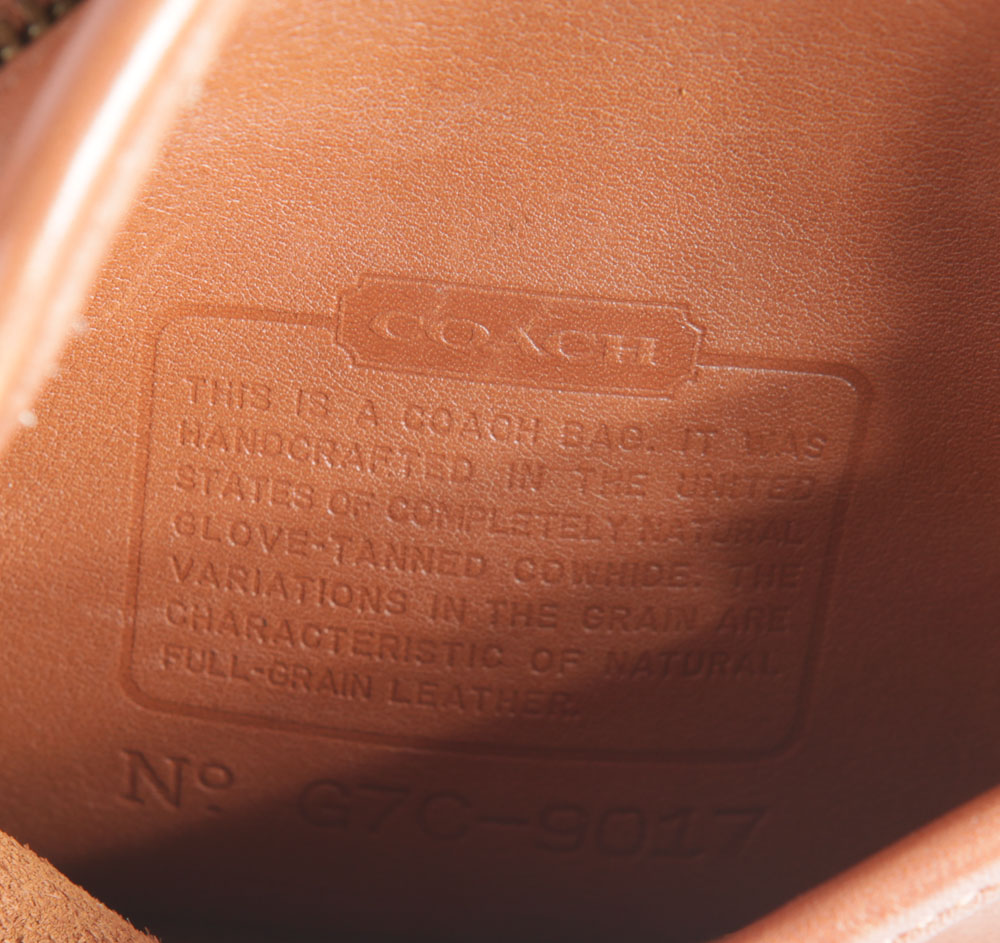 COACH
THIS IS A COACH BAG. IT WAS
HANDCRAFTED IN THE UNITED
STATES OF COMPLETELY NATURAL
GLOVE-TANNED COWHIDE. THE
VARIATIONS IN THE GRAIN ARE
CHARACTERISTIC OF NATURAL
FULL-GRAIN LEATHER.
Nº G7C-9017